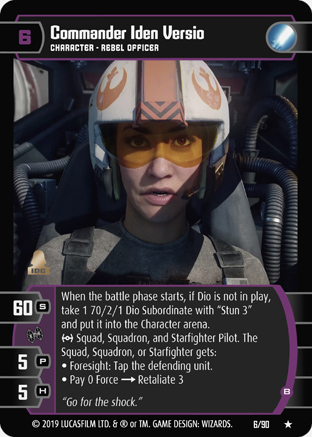 6
Commander Iden Versio
CHARACTER • REBEL OFFICER
IDC
60 S
5 P
5 H
When the battle phase starts, if Dio is not in play,
take 1 70/2/1 Dio Subordinate with “Stun 3”
and put it into the Character arena.
Squad, Squadron, and Starfighter Pilot. The
Squad, Squadron, or Starfighter gets:
• Foresight: Tap the defending unit.
• Pay 0 Force → Retaliate 3
“Go for the shock.”
B
© 2019 LUCASFILM LTD. & ® or TM. GAME DESIGN: WIZARDS. 6/90 ★